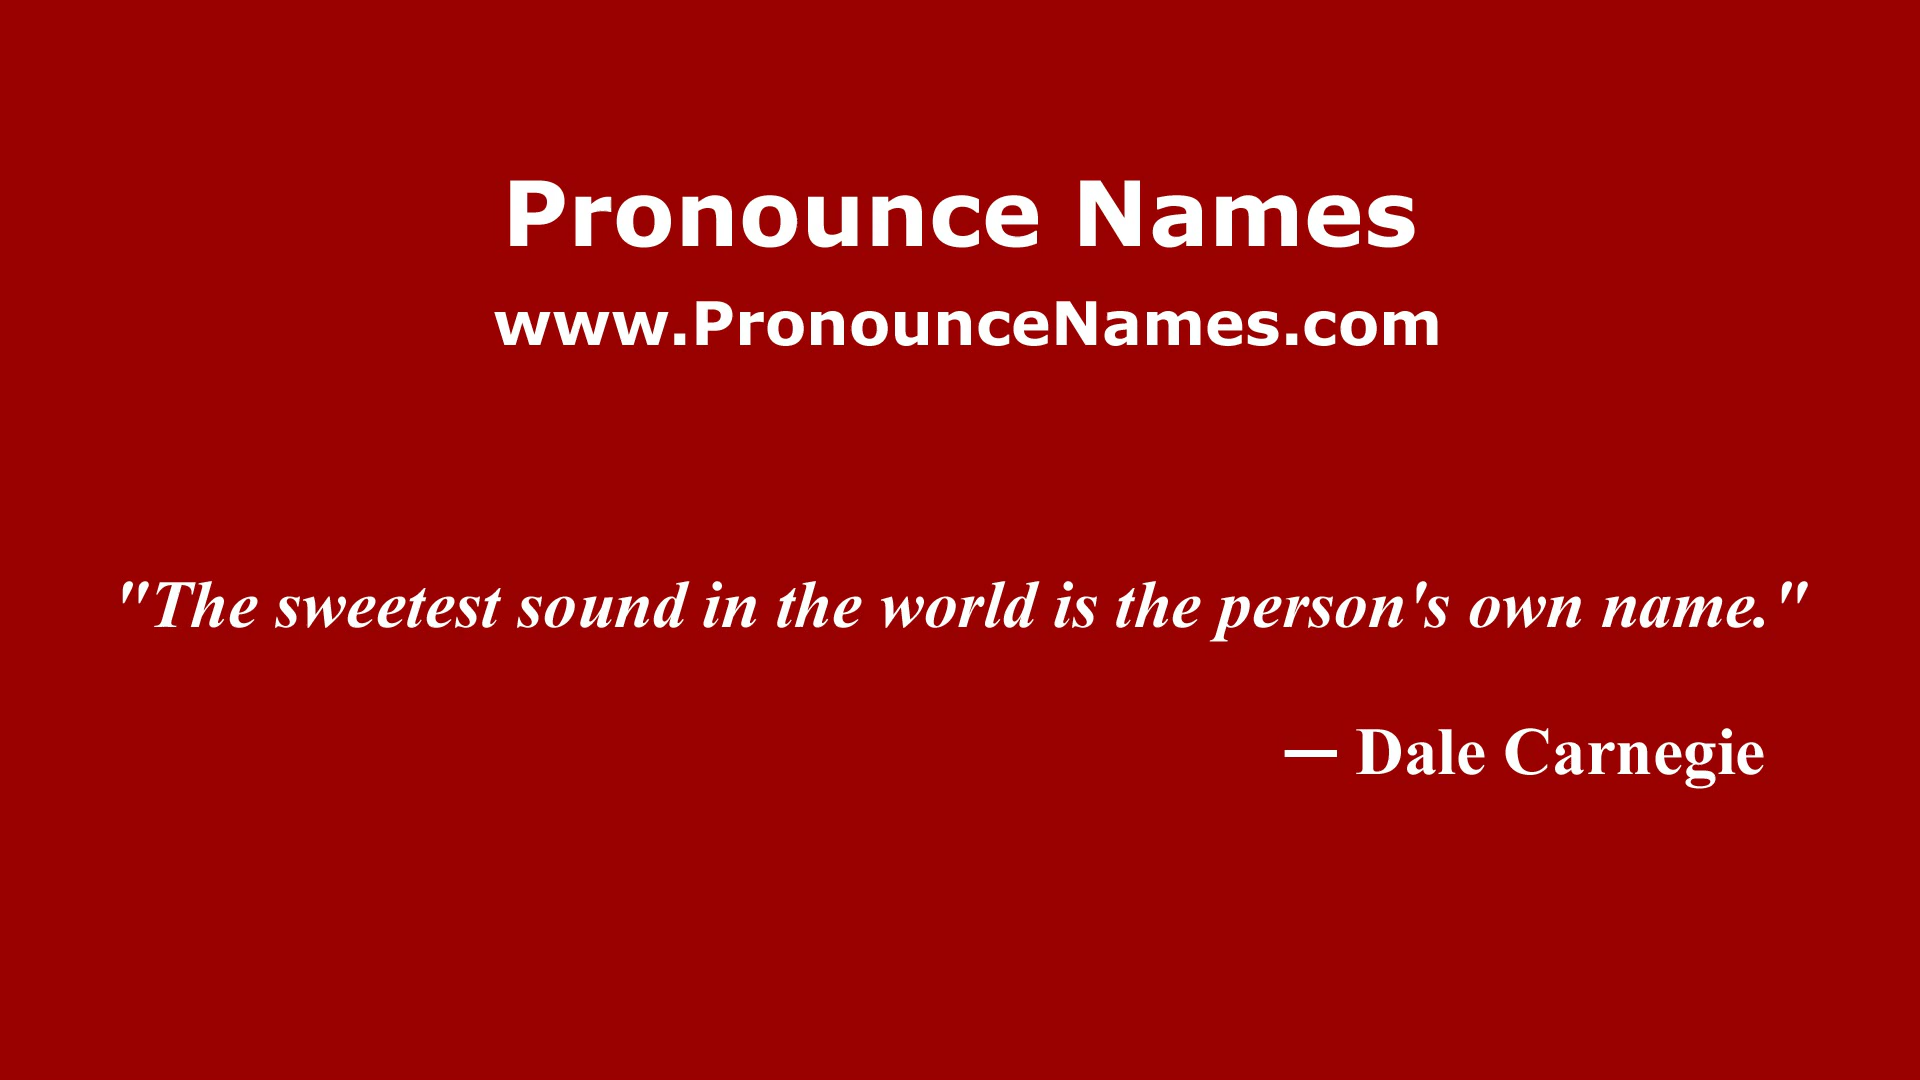 Pronounce Names
www.PronounceNames.com
"The sweetest sound in the world is the person's own name."
— Dale Carnegie